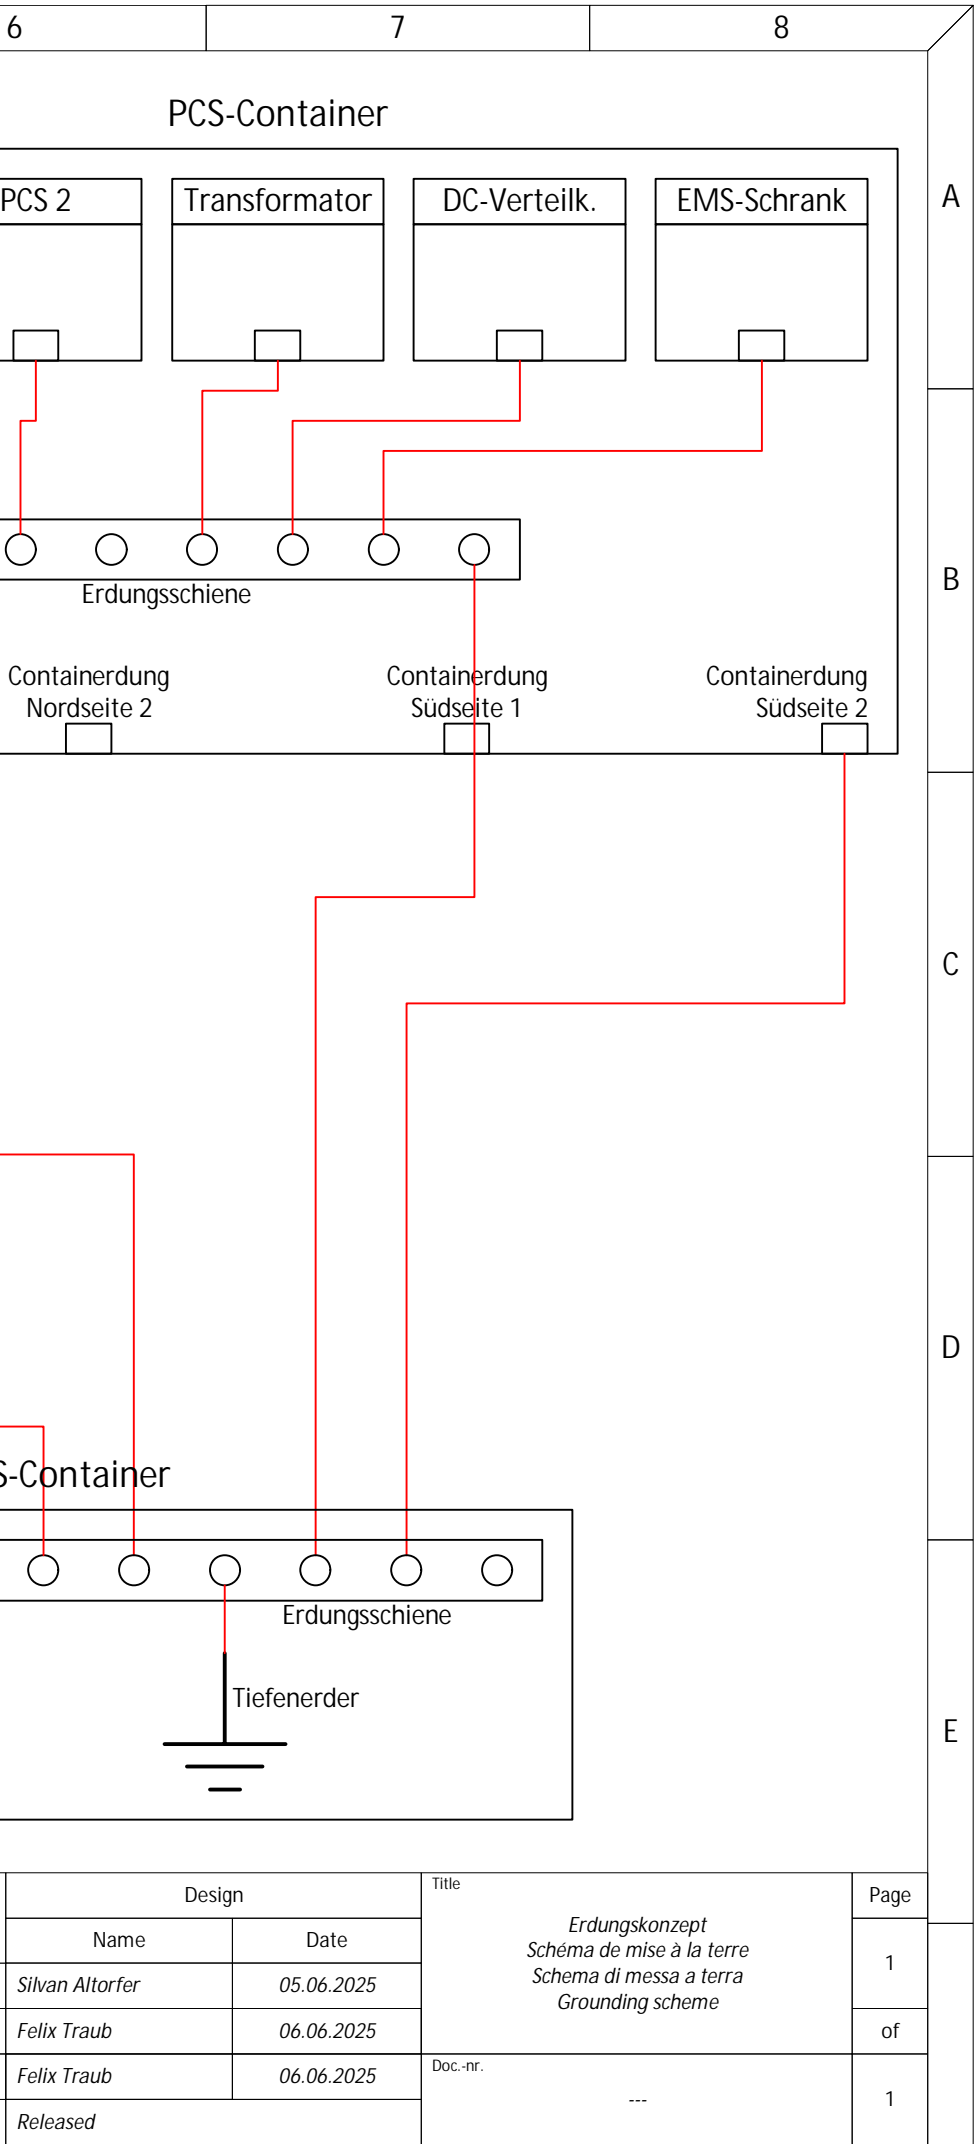 6
7
8
PCS-Container
A
PCS 2
Transformator
DC-Verteilk.
EMS-Schrank
B
Erdungsschiene
Containerdung
Nordseite 2
Containerdung
Südseite 1
Containerdung
Südseite 2
C
D
S-Container
Erdungsschiene
Tiefenerder
E
Design
Title
Page
Name
Date
Erdungskonzept
Schéma de mise à la terre
Schema di messa a terra
Grounding scheme
1
Silvan Altorfer
05.06.2025
Felix Traub
06.06.2025
of
Felix Traub
06.06.2025
Doc.-nr.
---
1
Released